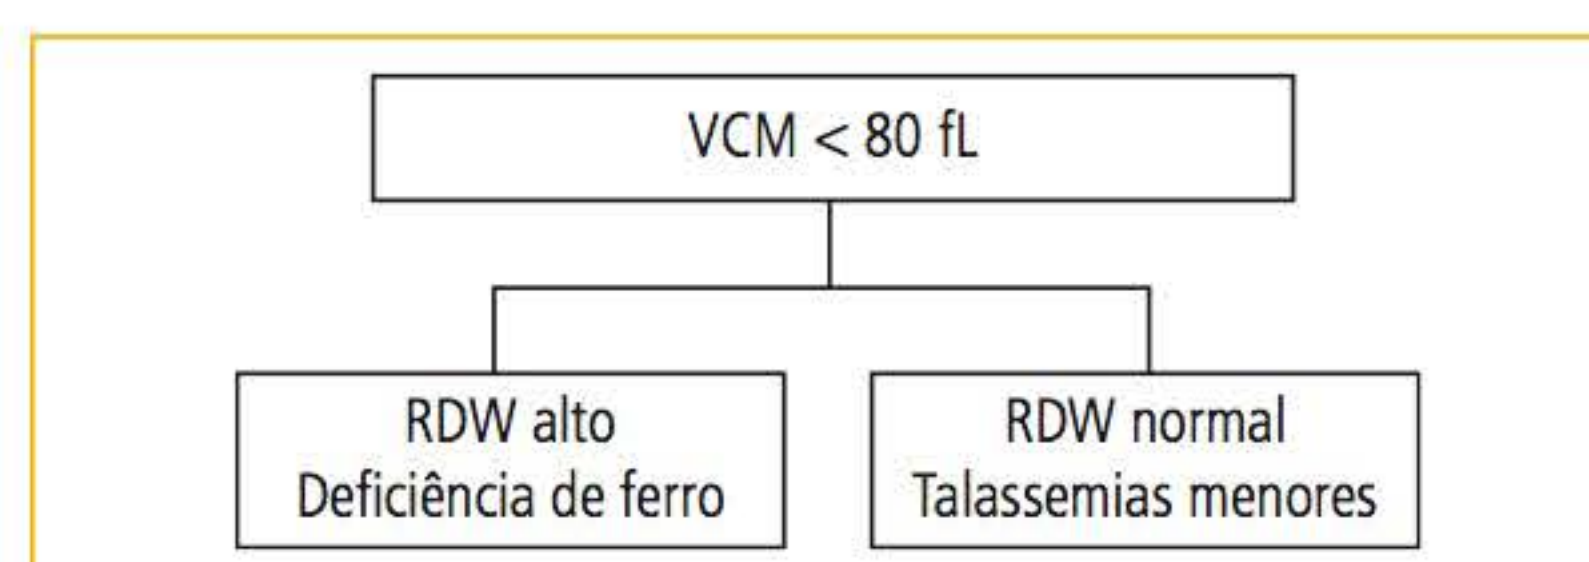 VCM < 80 fL
RDW alto
Deficiência de ferro
RDW normal
Talassemias menores